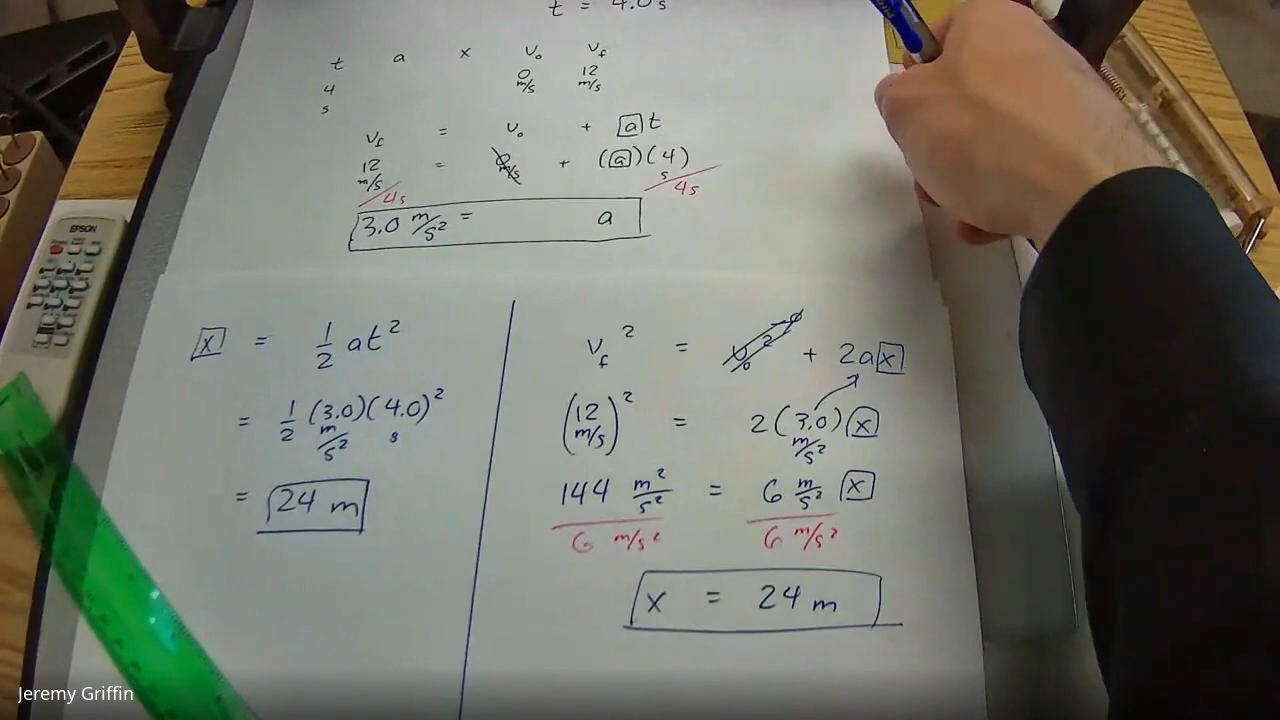 t = 4.0 s
t a x v₀ v_f
4 s 0 m/s 12 m/s
v_f = v₀ + a t
12 m/s = 0 m/s + (a)(4 s)
4s 4s
3.0 m/s² = a
x = 1/2 at²
= 1/2 (3.0 m/s²)(4.0 s)²
= 24 m
v_f² = v₀² 0 + 2ax
(12 m/s)² = 2(3.0 m/s²)(x)
144 m²/s² = 6 m/s² x
6 m/s² 6 m/s²
x = 24 m
EPSON
Jeremy Griffin